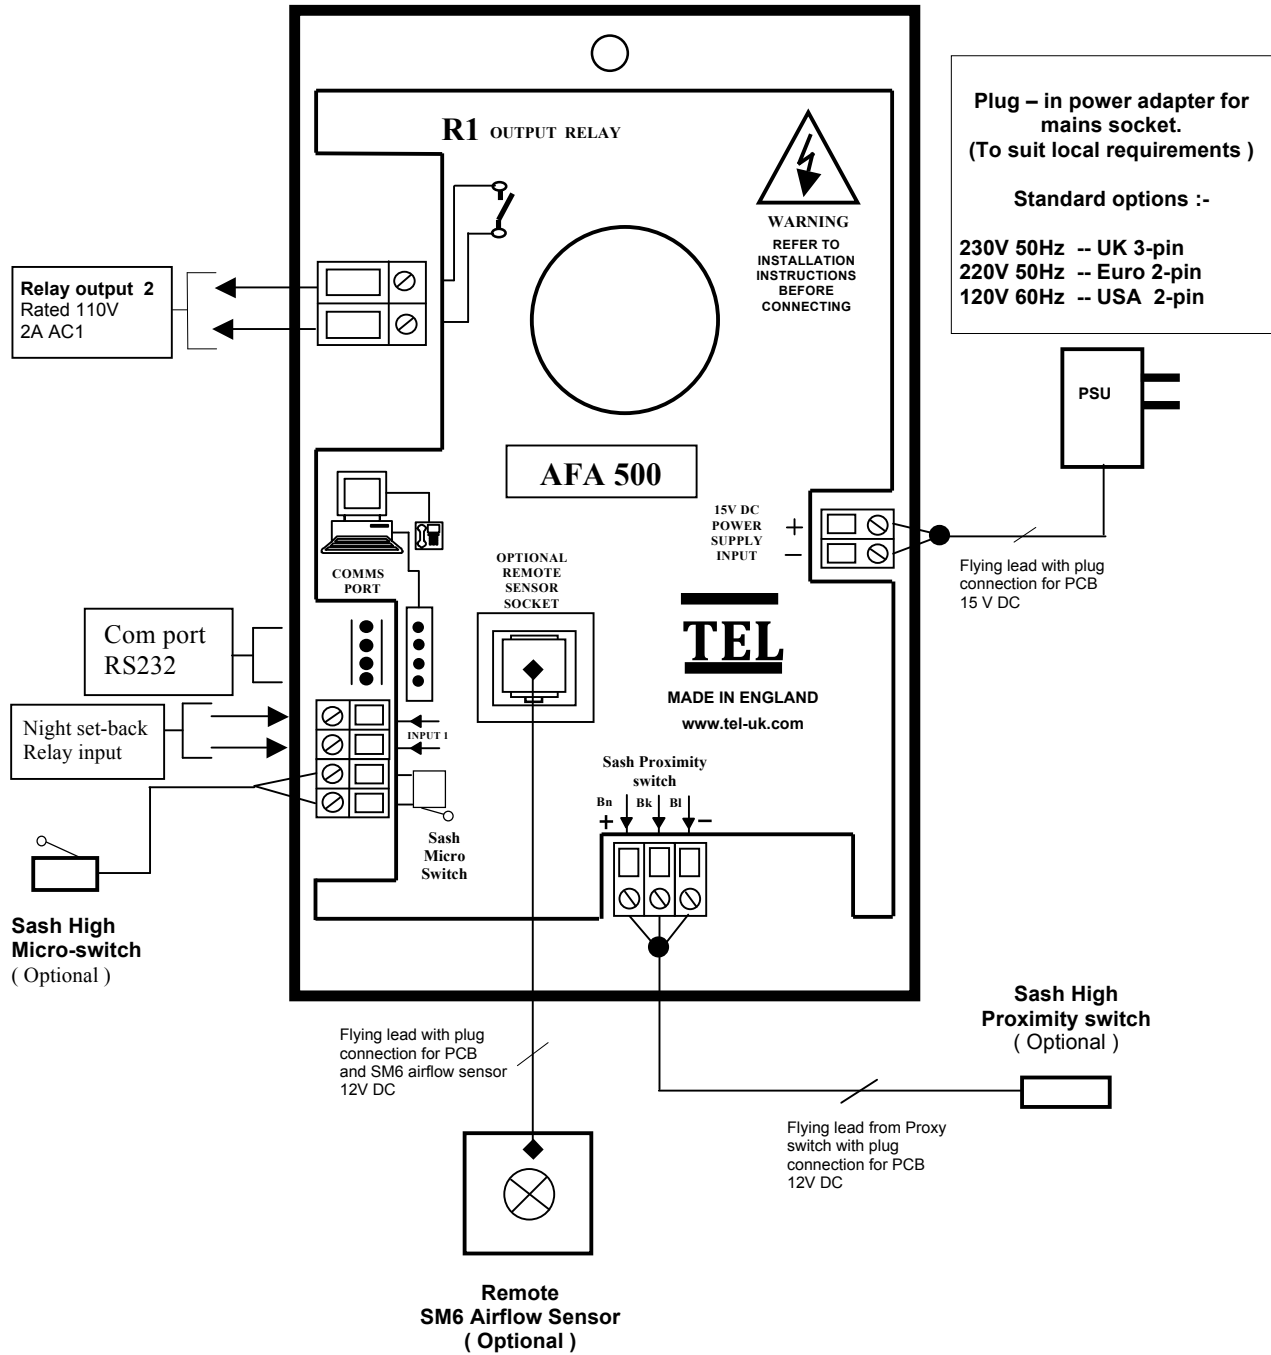 R1 OUTPUT RELAY
WARNING
REFER TO
INSTALLATION
INSTRUCTIONS
BEFORE
CONNECTING
Plug – in power adapter for
mains socket.
(To suit local requirements )
Standard options :-
230V 50Hz -- UK 3-pin
220V 50Hz -- Euro 2-pin
120V 60Hz -- USA 2-pin
Relay output 2
Rated 110V
2A AC1
PSU
AFA 500
15V DC
POWER
SUPPLY
INPUT
+
–
Flying lead with plug
connection for PCB
15 V DC
COMMS
PORT
OPTIONAL
REMOTE
SENSOR
SOCKET
TEL
MADE IN ENGLAND
www.tel-uk.com
Com port
RS232
Night set-back
Relay input
INPUT 1
Sash
Micro
Switch
Sash Proximity
switch
Bn Bk Bl
+ –
Sash High
Micro-switch
( Optional )
Sash High
Proximity switch
( Optional )
Flying lead with plug
connection for PCB
and SM6 airflow sensor
12V DC
Flying lead from Proxy
switch with plug
connection for PCB
12V DC
Remote
SM6 Airflow Sensor
( Optional )